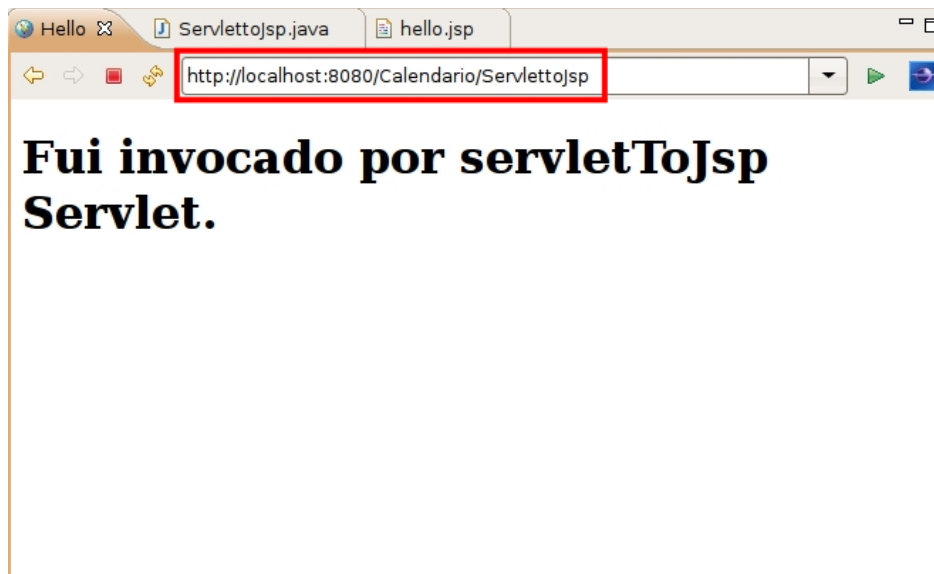 Hello ServlettoJsp.java hello.jsp
http://localhost:8080/Calendario/ServlettoJsp
Fui invocado por servletToJsp
Servlet.